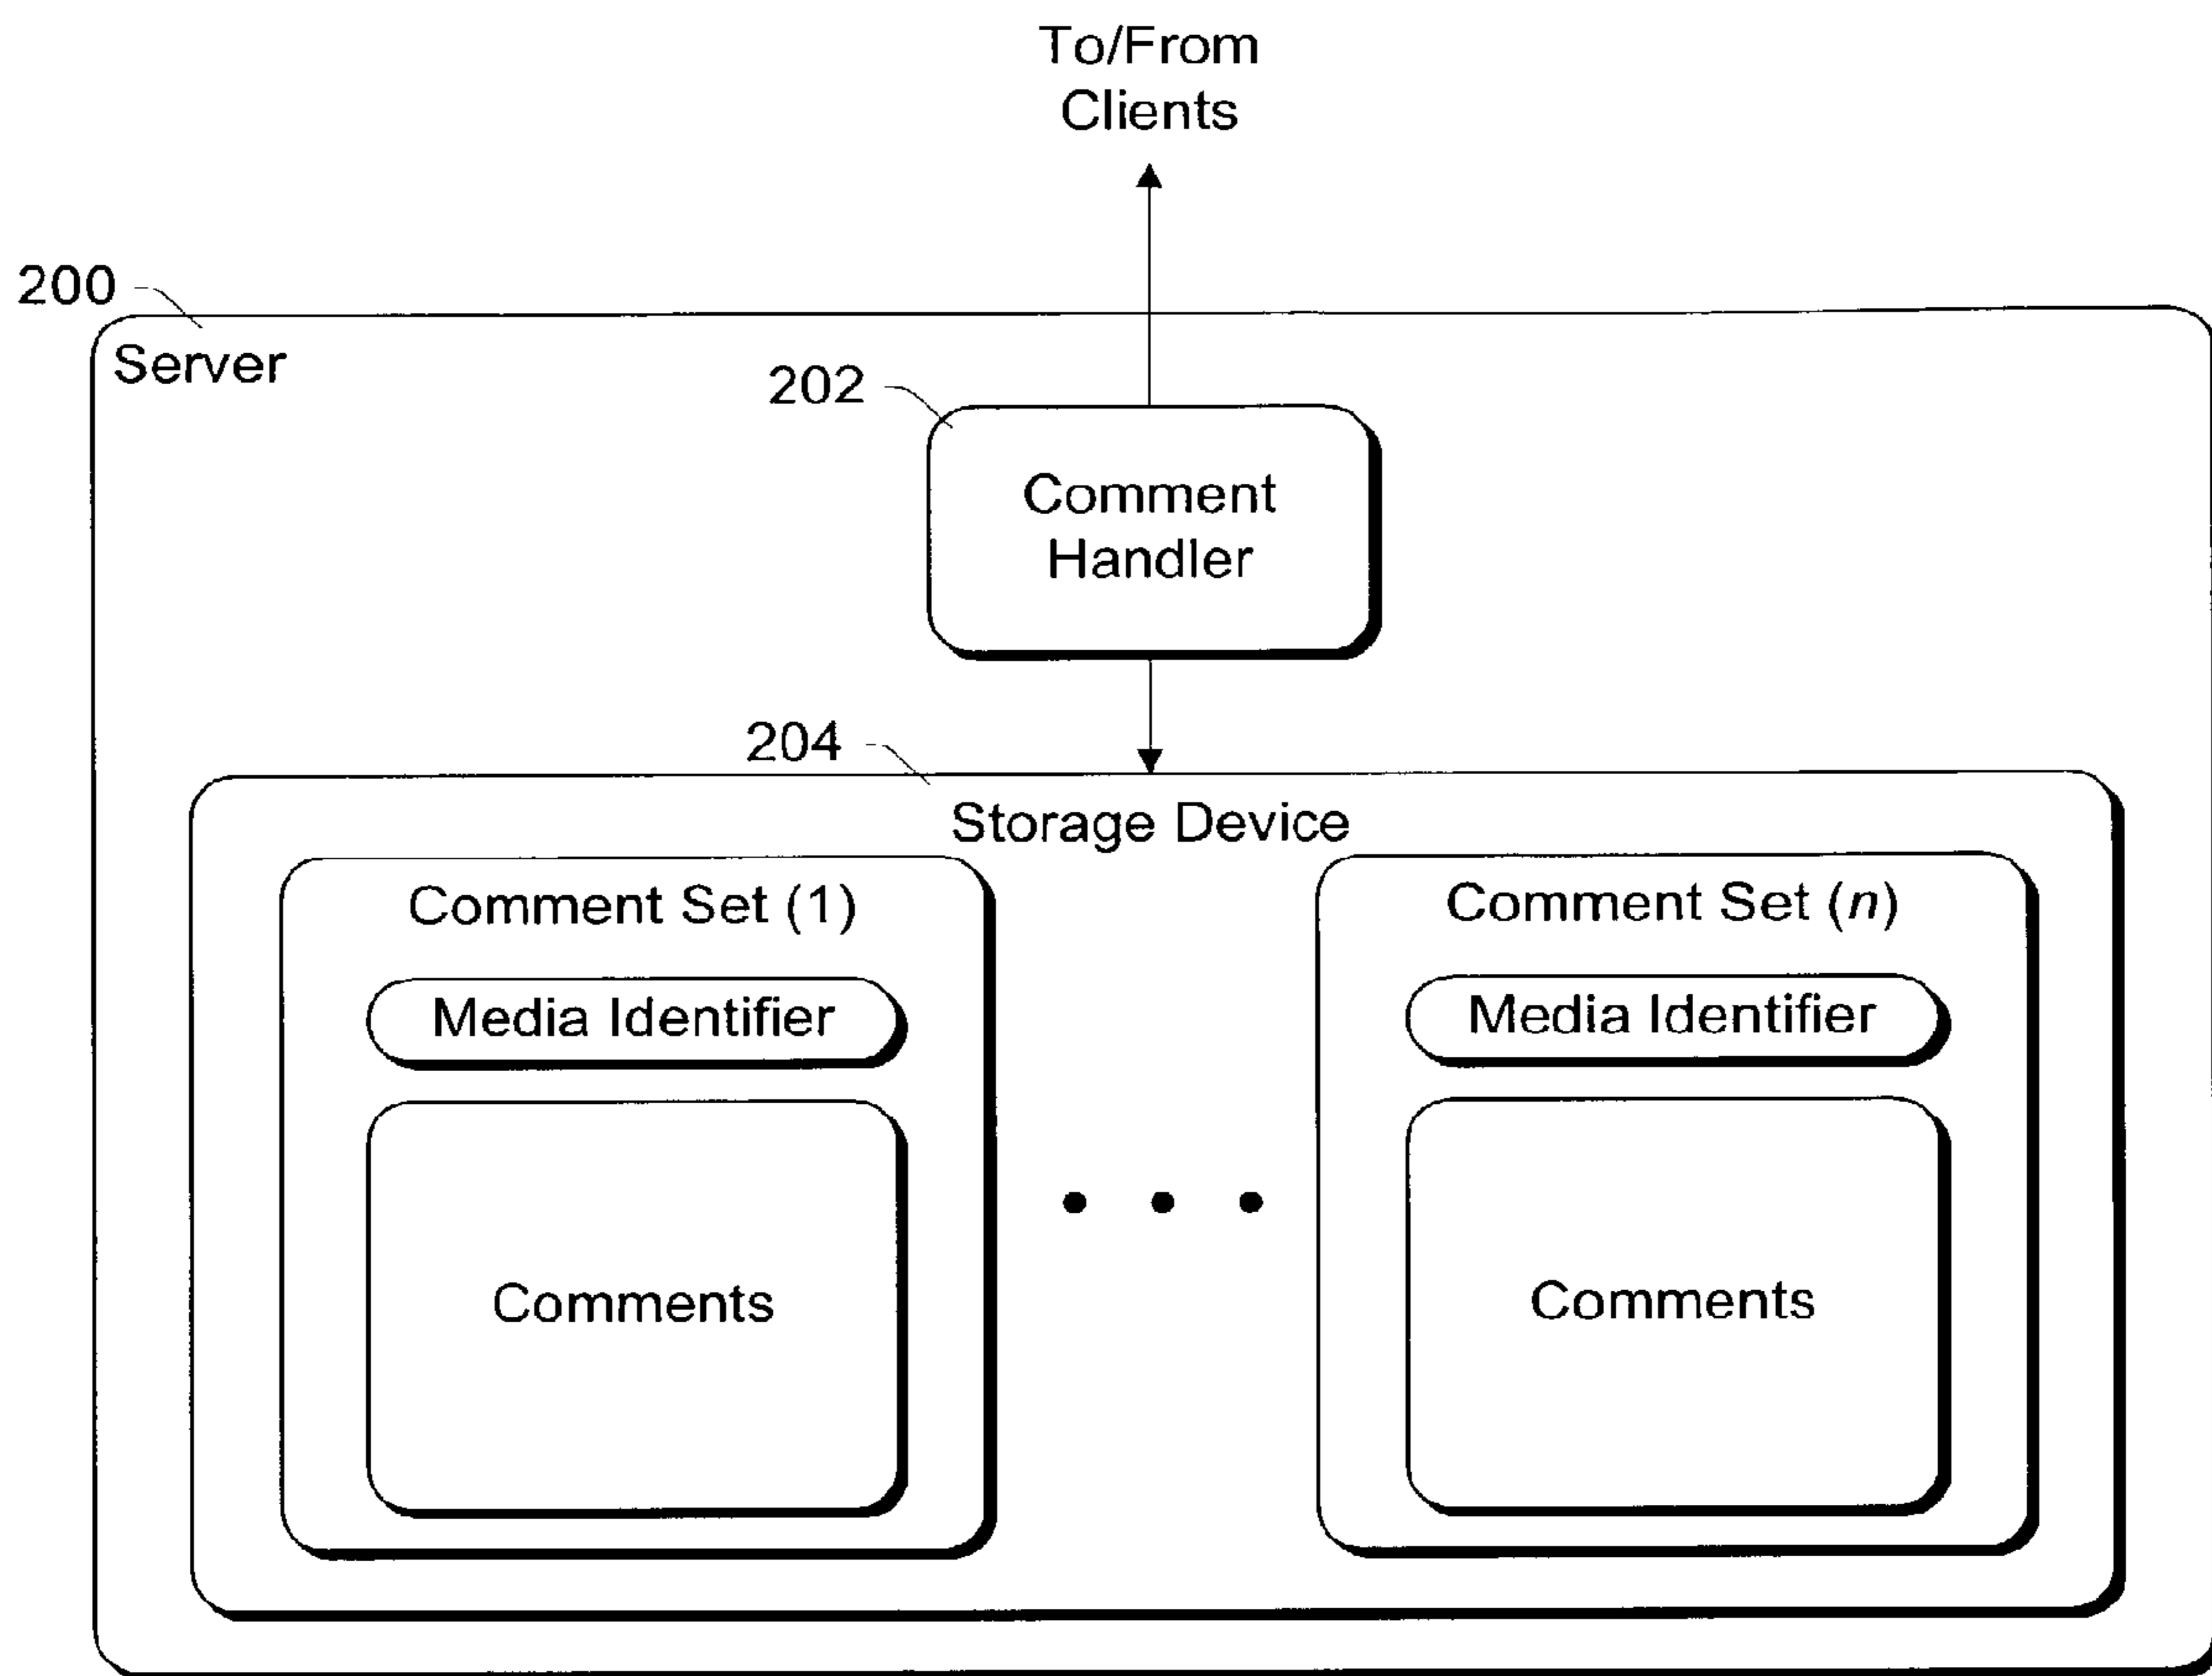 To/From
Clients
200
Server
202
Comment
Handler
204
Storage Device
Comment Set (1)
Comment Set (n)
Media Identifier
Media Identifier
Comments
Comments